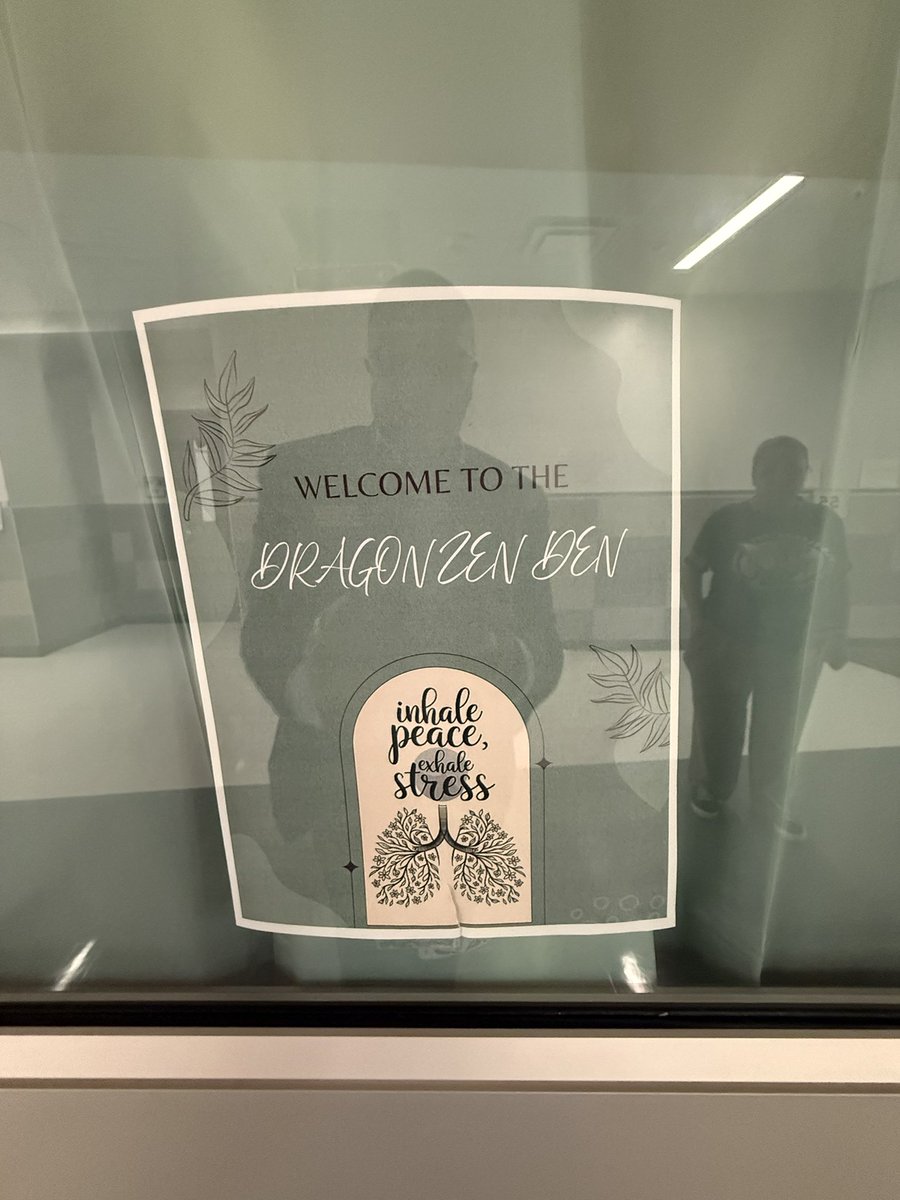 WELCOME TO THE
DRAGON ZEN DEN
inhale
peace,
exhale
stress